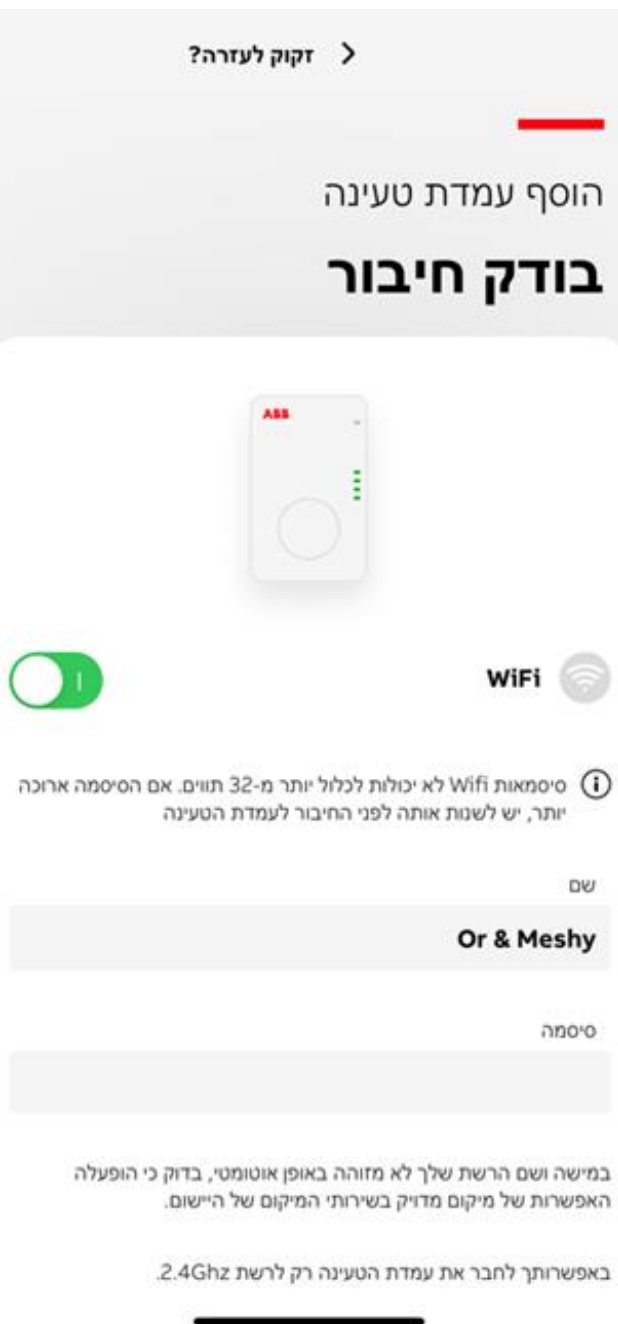 זקוק לעזרה?
הוסף עמדת טעינה
בודק חיבור
ABB
WiFi
סיסמאות Wifi לא יכולות לכלול יותר מ-32 תווים. אם הסיסמה ארוכה
יותר, יש לשנות אותה לפני החיבור לעמדת הטעינה
שם
Or & Meshy
סיסמה
במישה ושם הרשת שלך לא מזוהה באופן אוטומטי, בדוק כי הופעלה
האפשרות של מיקום מדויק בשירותי המיקום של היישום.
באפשרותך לחבר את עמדת הטעינה רק לרשת 2.4Ghz.